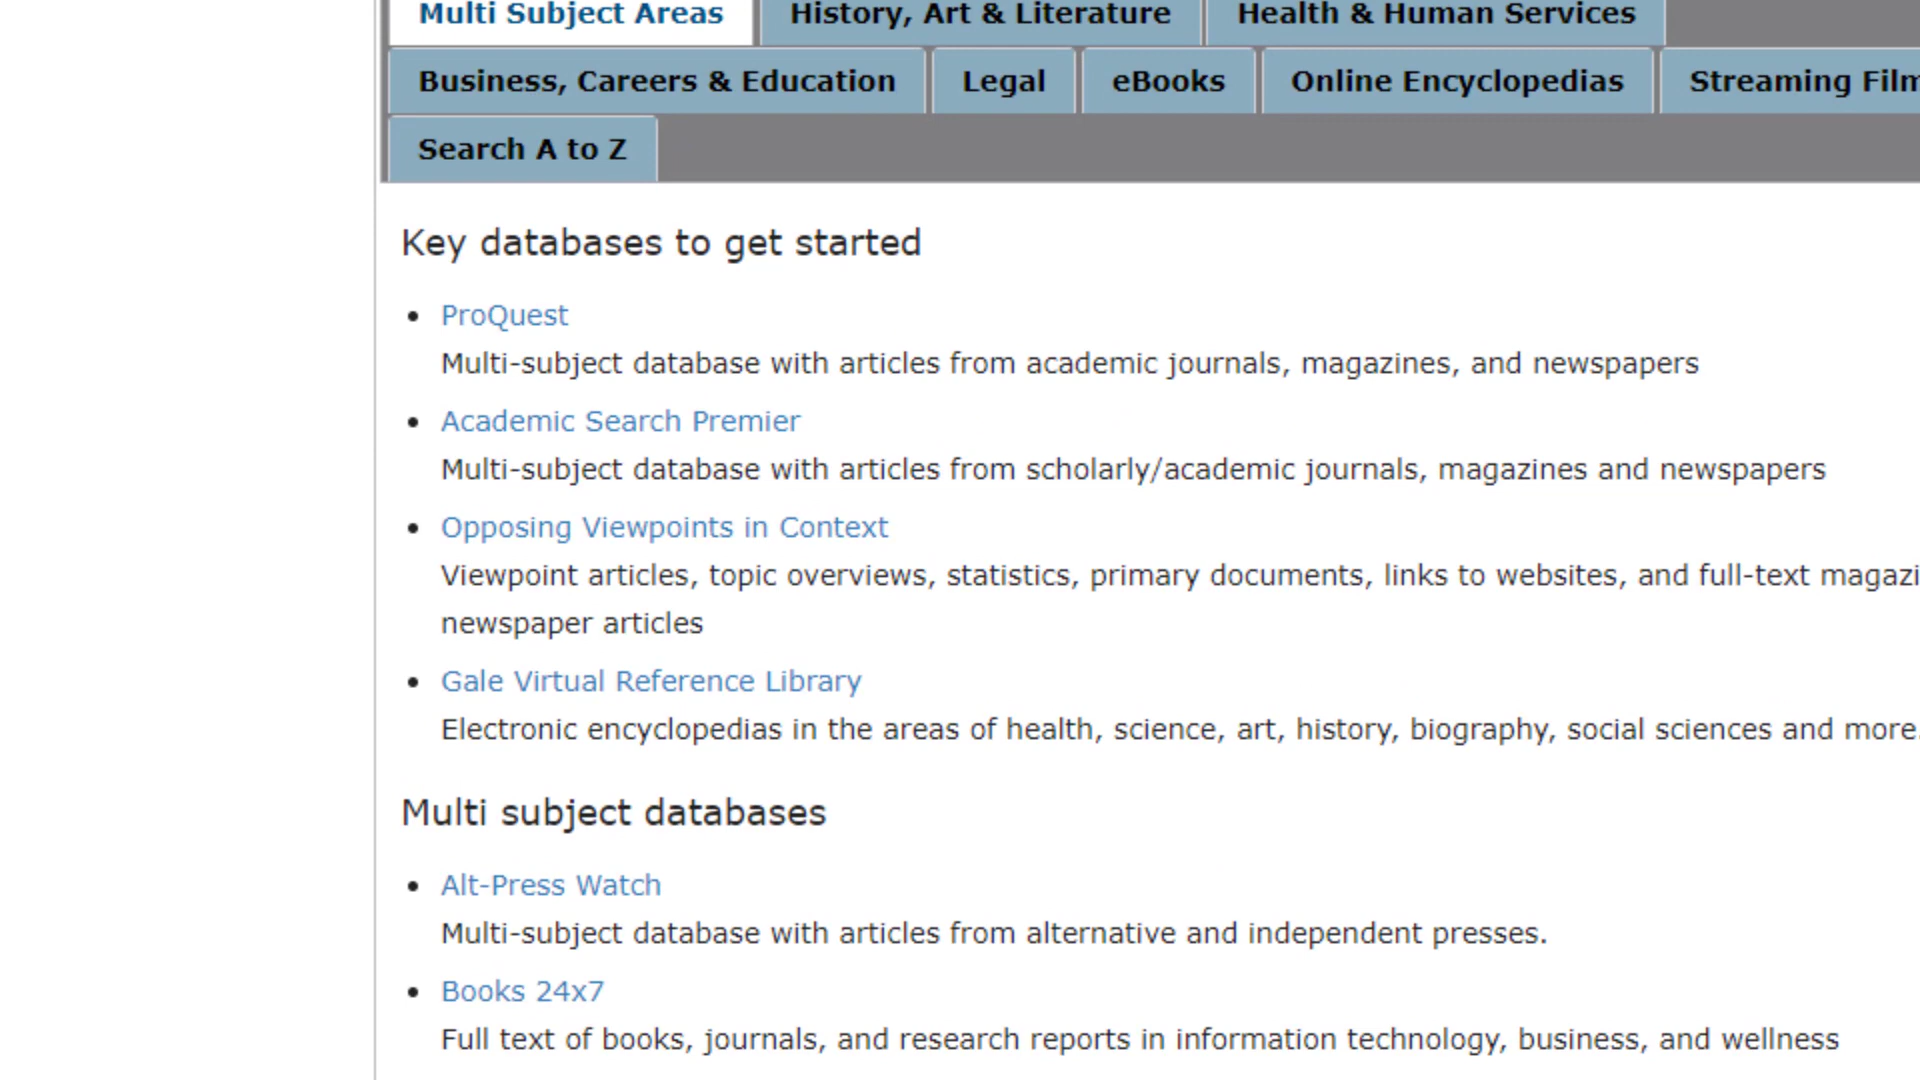 Multi Subject Areas History, Art & Literature Health & Human Services
Business, Careers & Education Legal eBooks Online Encyclopedias Streaming Film
Search A to Z
Key databases to get started
• ProQuest
Multi-subject database with articles from academic journals, magazines, and newspapers
• Academic Search Premier
Multi-subject database with articles from scholarly/academic journals, magazines and newspapers
• Opposing Viewpoints in Context
Viewpoint articles, topic overviews, statistics, primary documents, links to websites, and full-text magazi
newspaper articles
• Gale Virtual Reference Library
Electronic encyclopedias in the areas of health, science, art, history, biography, social sciences and more.
Multi subject databases
• Alt-Press Watch
Multi-subject database with articles from alternative and independent presses.
• Books 24x7
Full text of books, journals, and research reports in information technology, business, and wellness